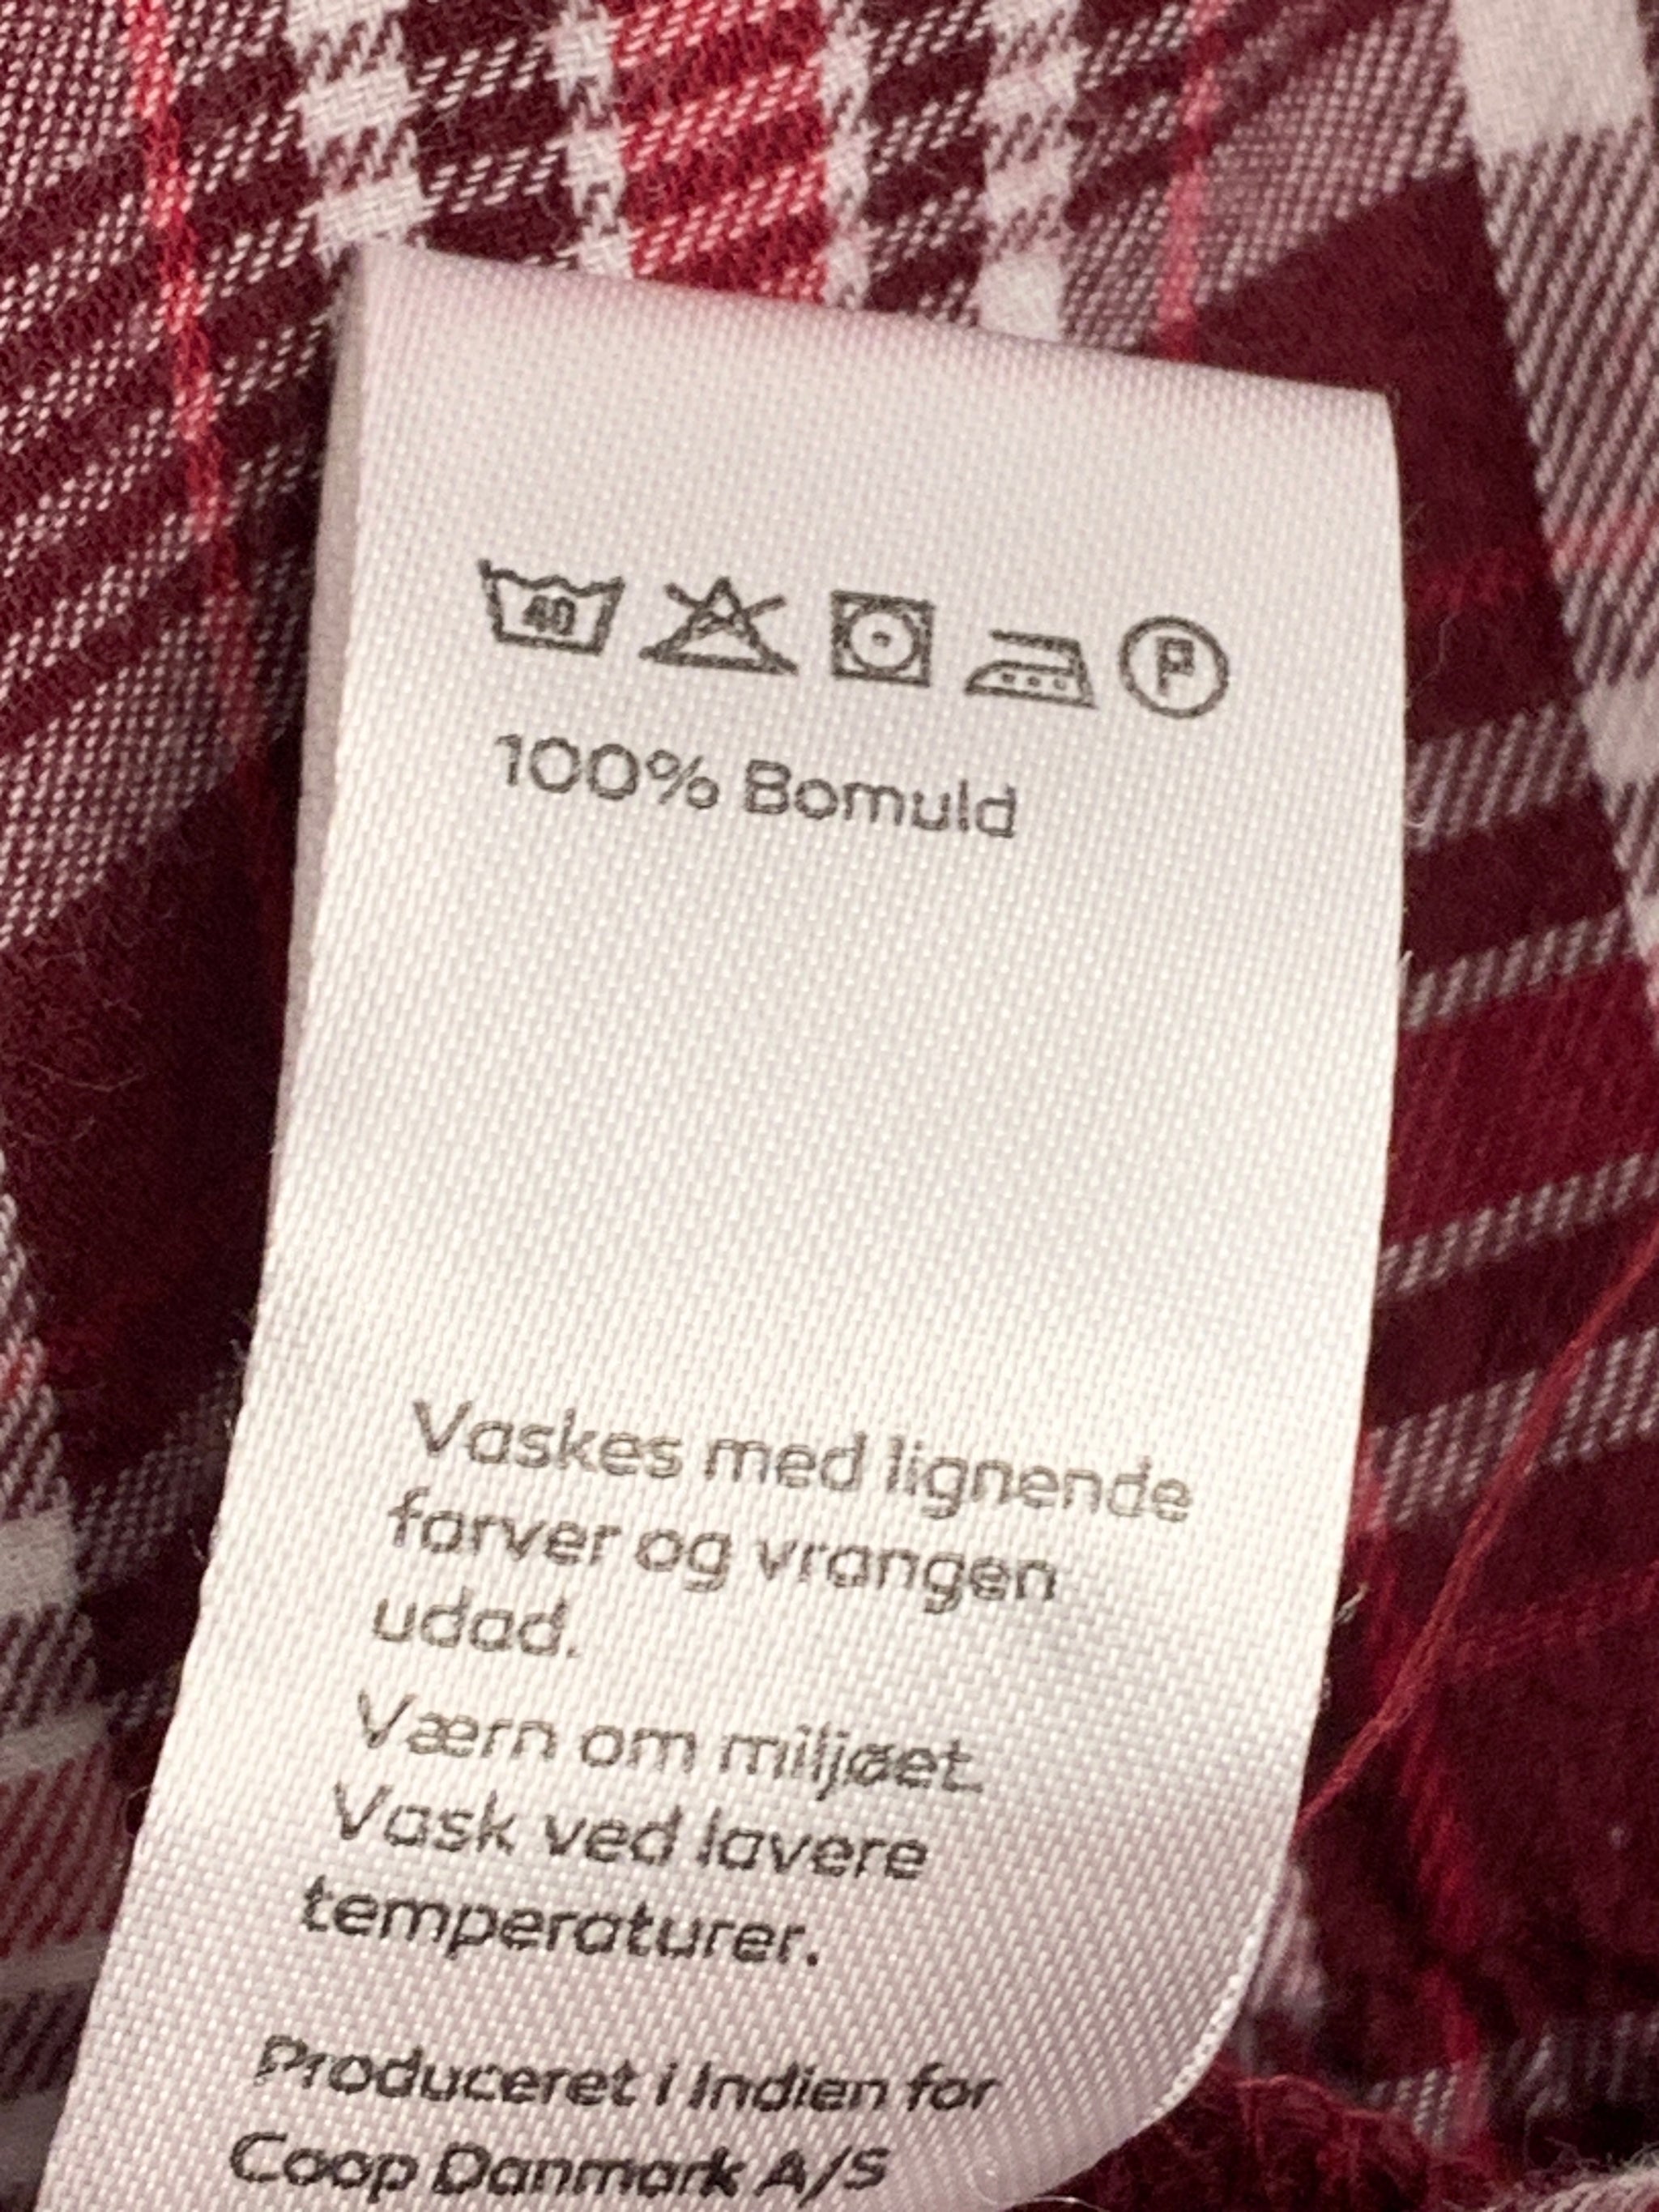 40 P
100% Bomuld
Vaskes med lignende
farver og vrangen
udad.
Værn om miljøet.
Vask ved lavere
temperaturer.
Produceret i Indien for
Coop Danmark A/S